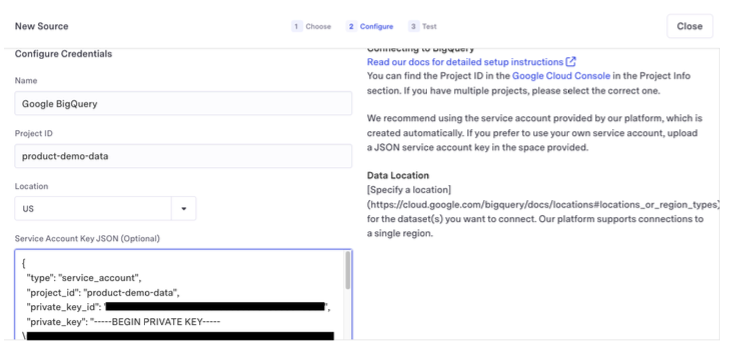 New Source
1 Choose 2 Configure 3 Test
Close
Configure Credentials
Name
Google BigQuery
Project ID
product-demo-data
Location
US
Service Account Key JSON (Optional)
{
"type": "service_account",
"project_id": "product-demo-data",
"private_key_id": "
",
"private_key": "-----BEGIN PRIVATE KEY-----
\
Connecting to BigQuery
Read our docs for detailed setup instructions
You can find the Project ID in the Google Cloud Console in the Project Info
section. If you have multiple projects, please select the correct one.
We recommend using the service account provided by our platform, which is
created automatically. If you prefer to use your own service account, upload
a JSON service account key in the space provided.
Data Location
[Specify a location]
(https://cloud.google.com/bigquery/docs/locations#locations_or_region_types)
for the dataset(s) you want to connect. Our platform supports connections to
a single region.